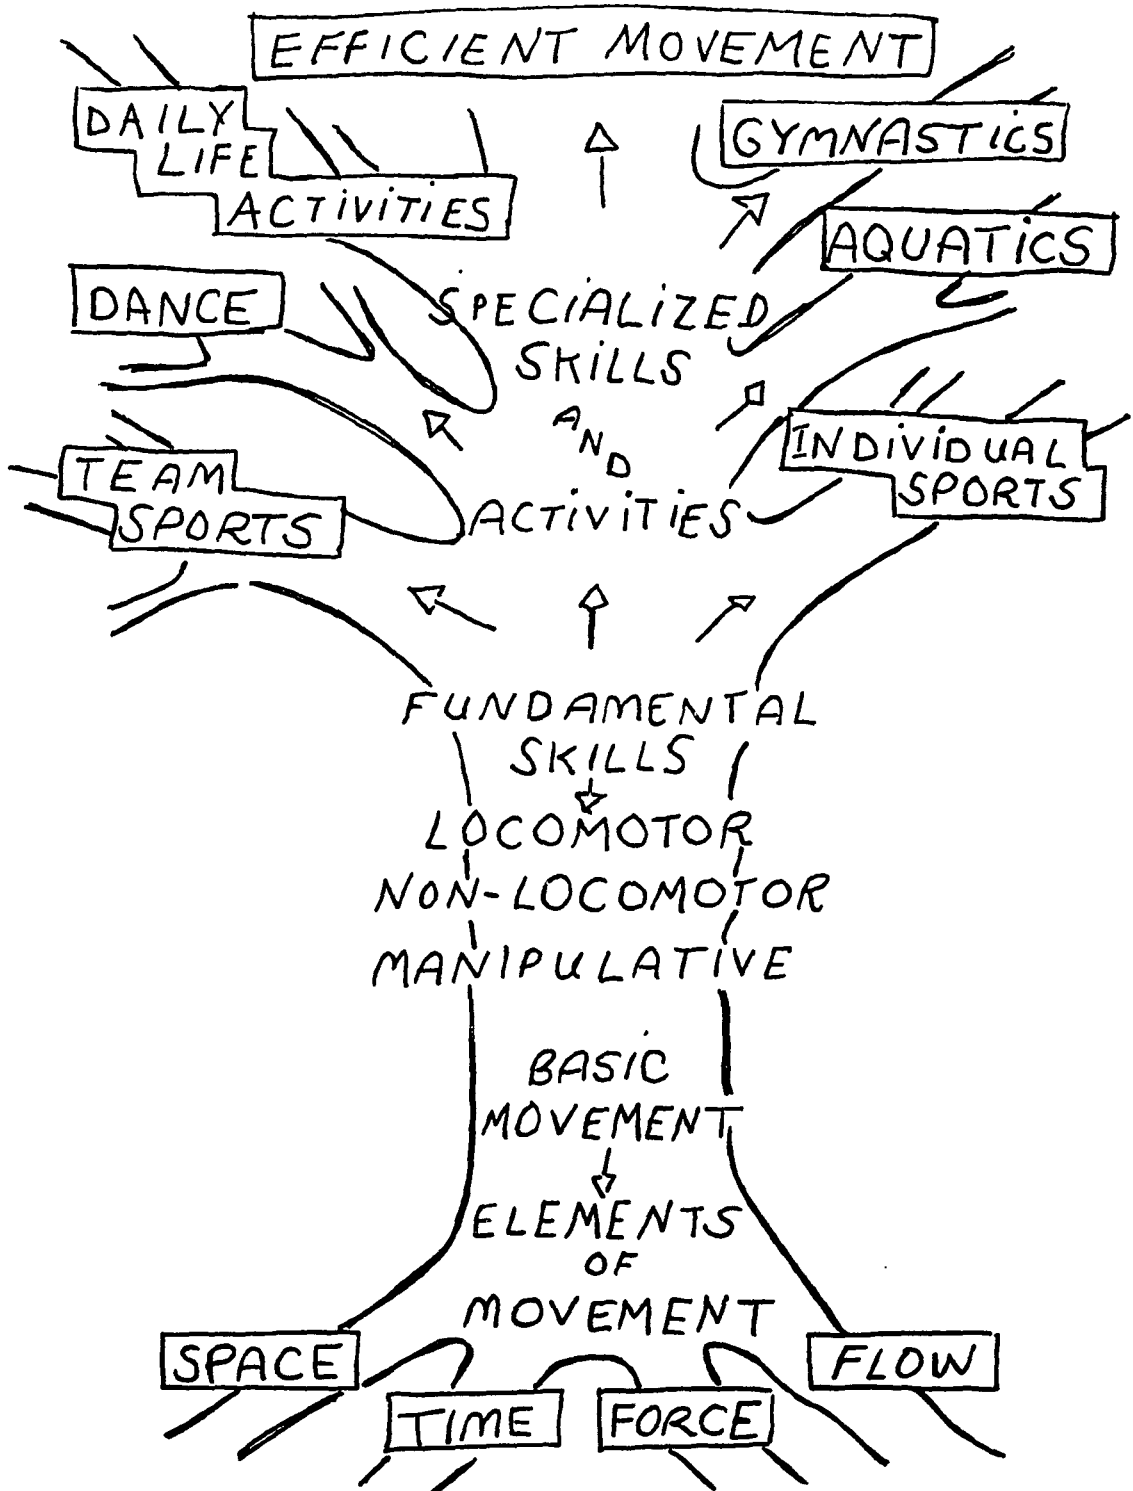 EFFICIENT MOVEMENT
DAILY
LIFE
ACTIVITIES
GYMNASTICS
AQUATICS
DANCE
SPECIALIZED
SKILLS
AND
ACTIVITIES
INDIVIDUAL
SPORTS
TEAM
SPORTS
FUNDAMENTAL
SKILLS
LOCOMOTOR
NON-LOCOMOTOR
MANIPULATIVE
BASIC
MOVEMENT
ELEMENTS
OF
MOVEMENT
SPACE
FLOW
TIME
FORCE